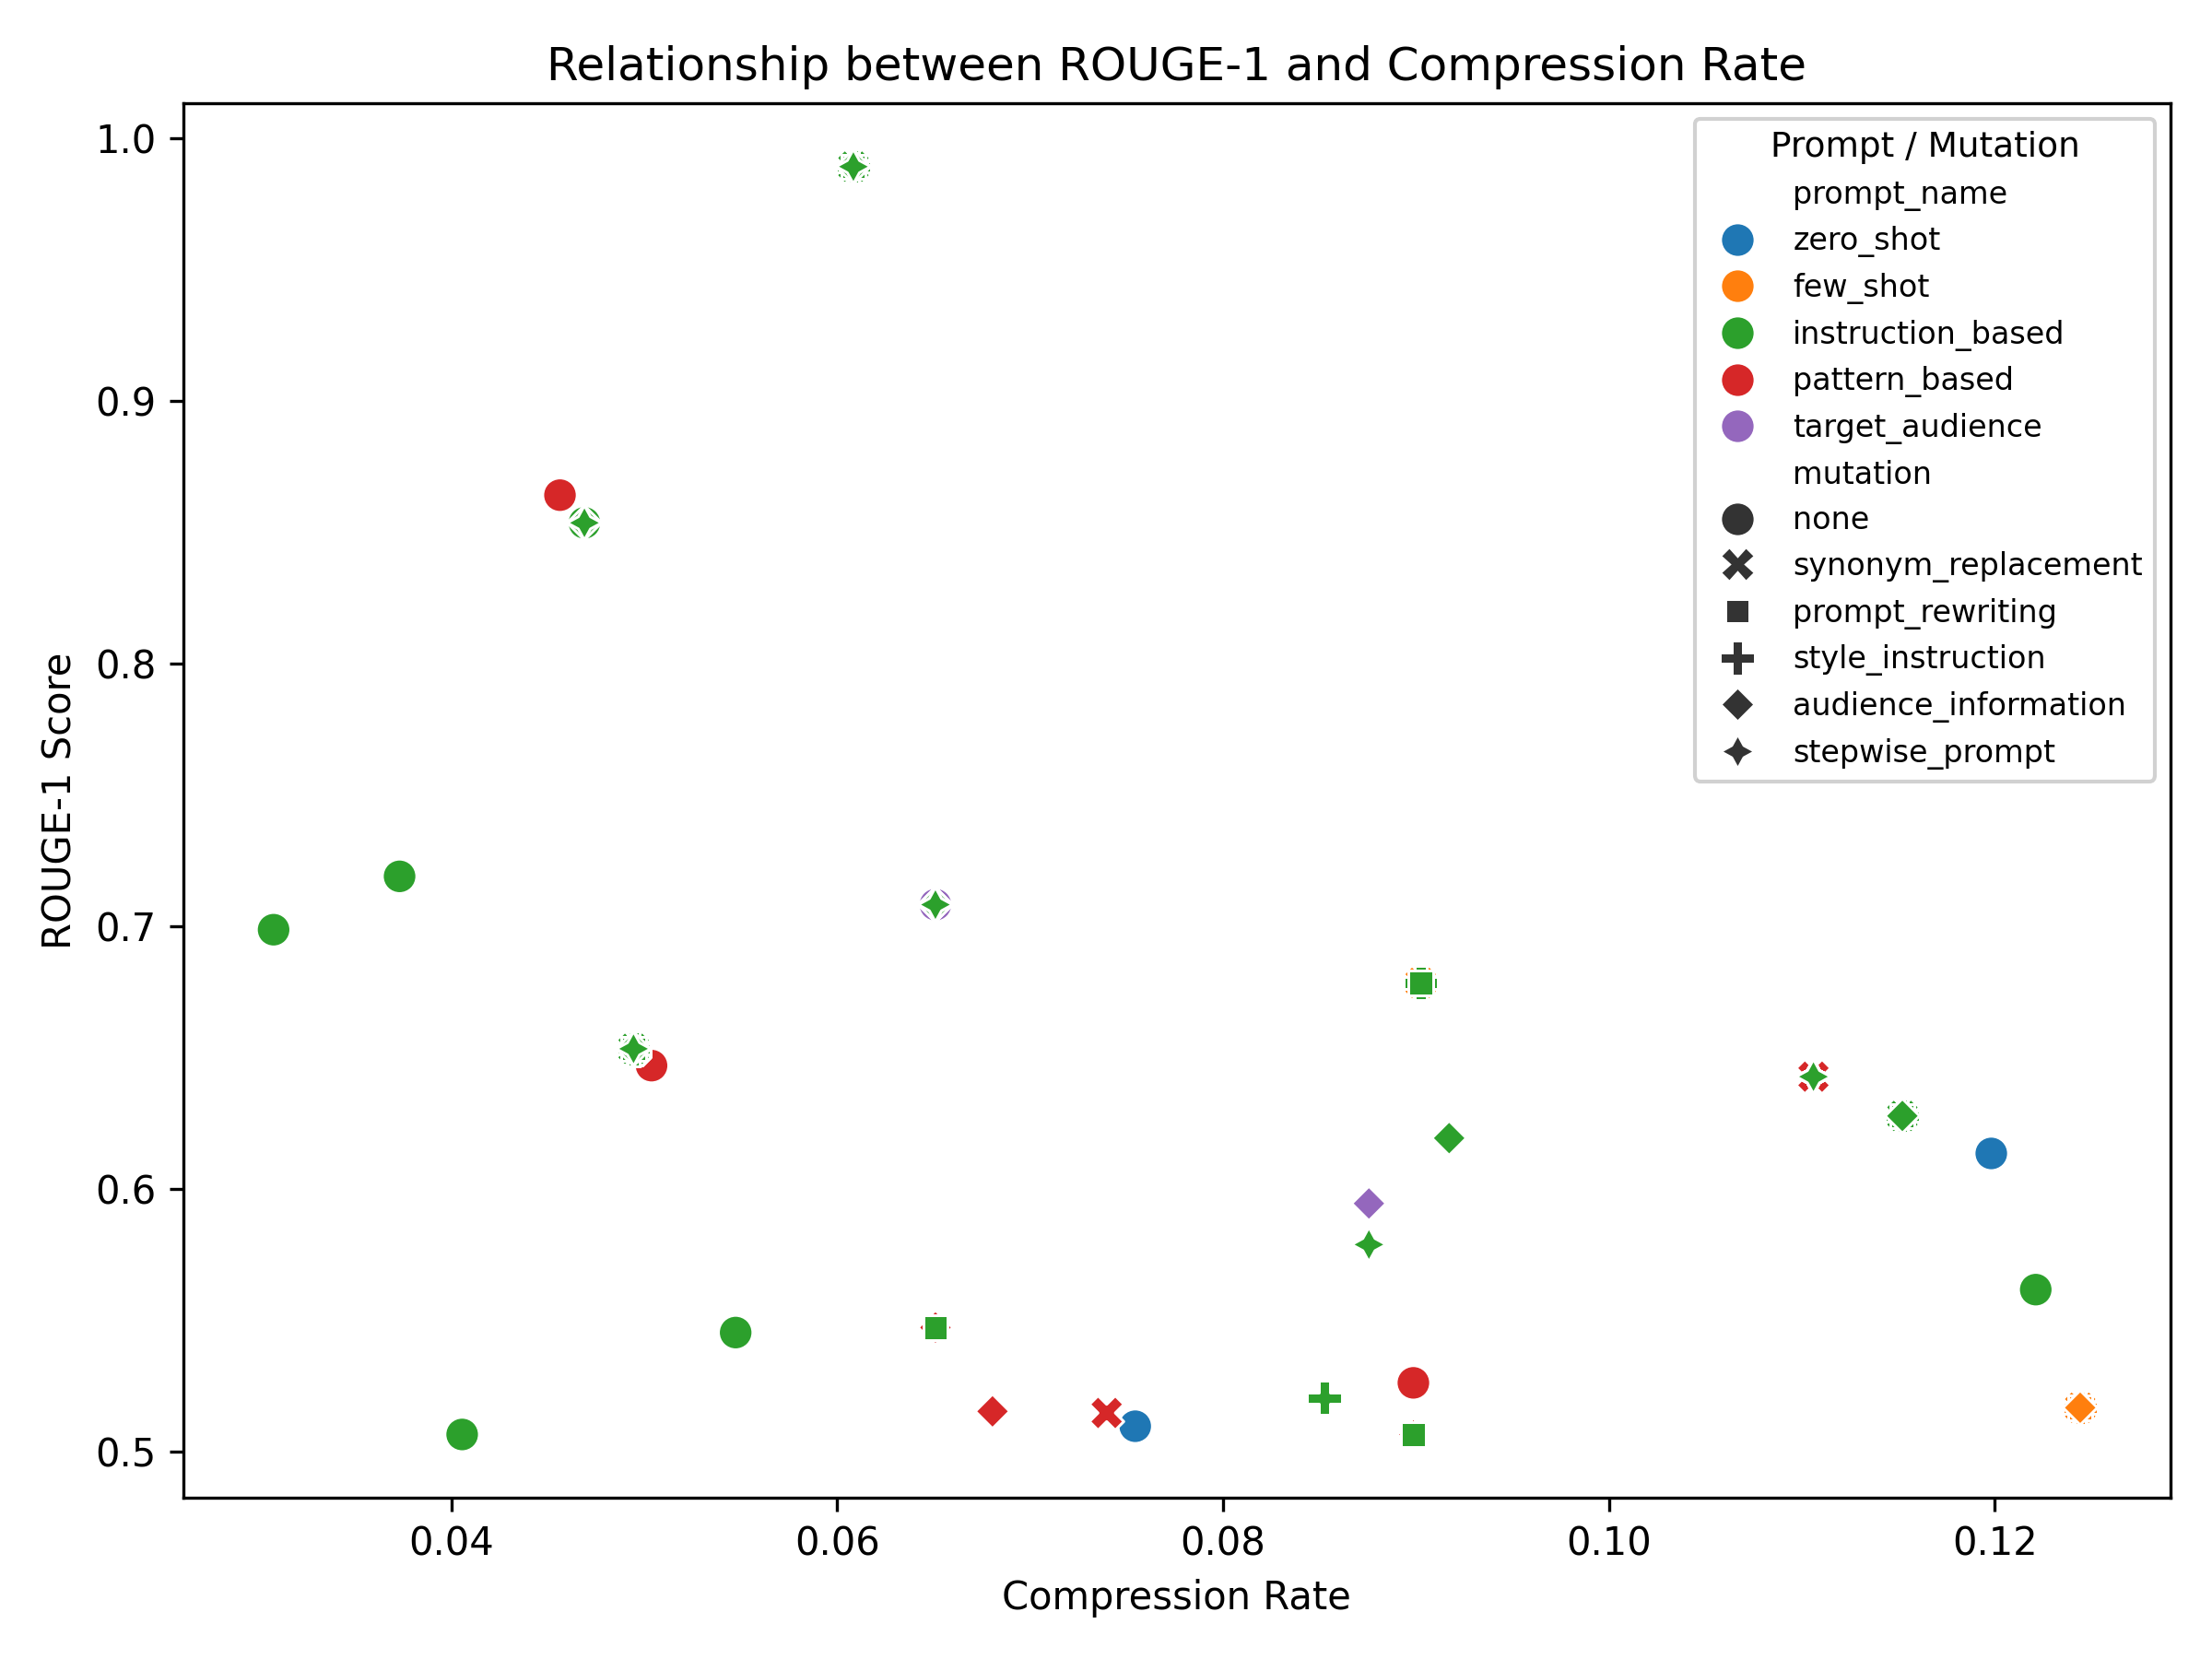 Relationship between ROUGE-1 and Compression Rate
1.0
0.9
0.8
0.7
0.6
0.5
ROUGE-1 Score
Prompt / Mutation
prompt_name
zero_shot
few_shot
instruction_based
pattern_based
target_audience
mutation
none
synonym_replacement
prompt_rewriting
style_instruction
audience_information
stepwise_prompt
0.04 0.06 0.08 0.10 0.12
Compression Rate